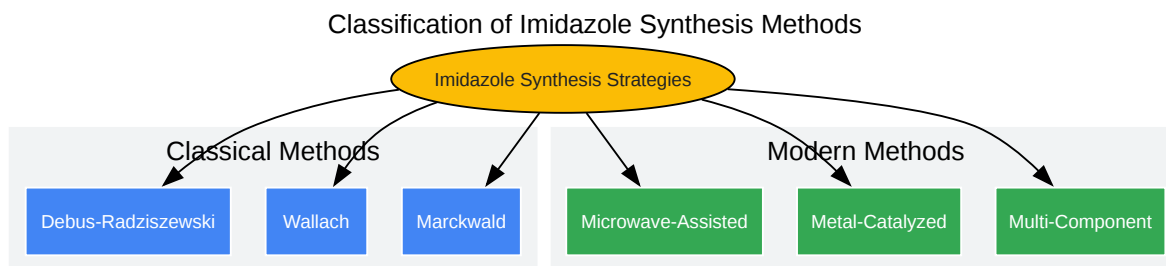 Classification of Imidazole Synthesis Methods
Imidazole Synthesis Strategies
Classical Methods
Debus-Radziszewski
Wallach
Marckwald
Modern Methods
Microwave-Assisted
Metal-Catalyzed
Multi-Component